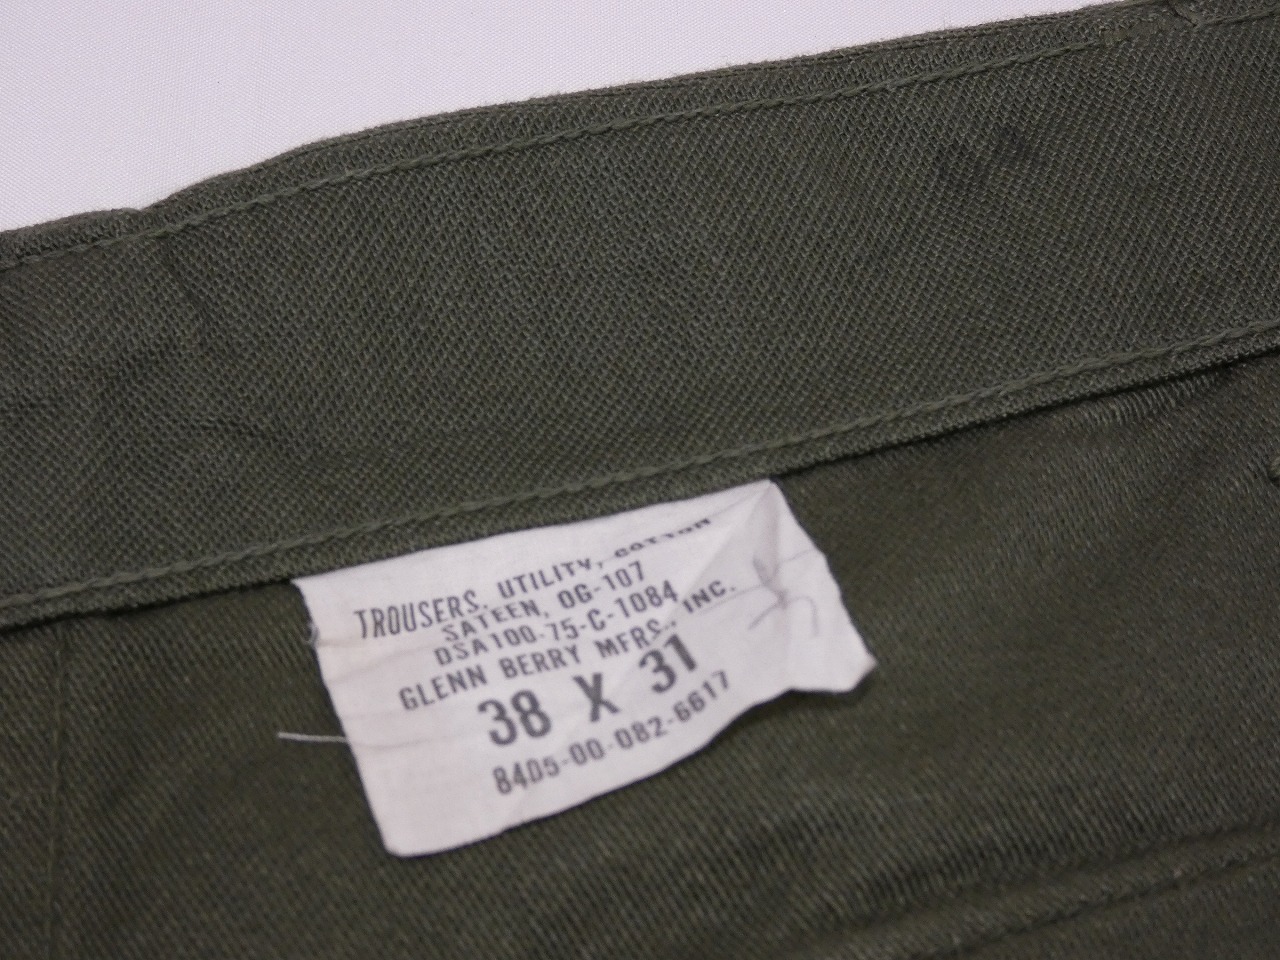 TROUSERS, UTILITY, COTTON
SATEEN, OG-107
DSA100-75-C-1084
GLENN BERRY MFRS., INC.
38 X 31
8405-00-082-6617